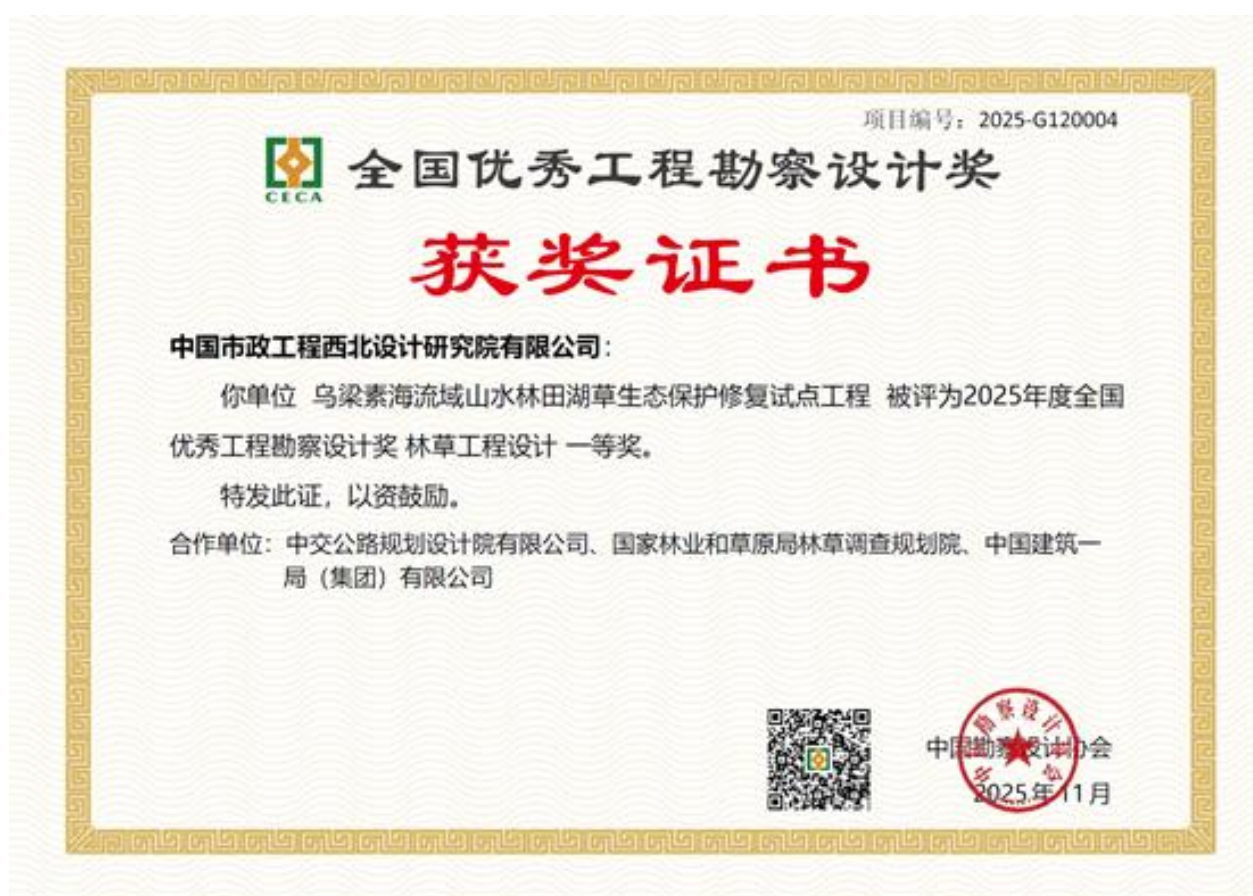 项目编号：2025-G120004
CECA
全国优秀工程勘察设计奖
获奖证书
中国市政工程西北设计研究院有限公司：
你单位 乌梁素海流域山水林田湖草生态保护修复试点工程 被评为2025年度全国
优秀工程勘察设计奖 林草工程设计 一等奖。
特发此证，以资鼓励。
合作单位：中交公路规划设计院有限公司、国家林业和草原局林草调查规划院、中国建筑一
局（集团）有限公司
中国勘察设计协会
中国勘察设计协会
2025年11月